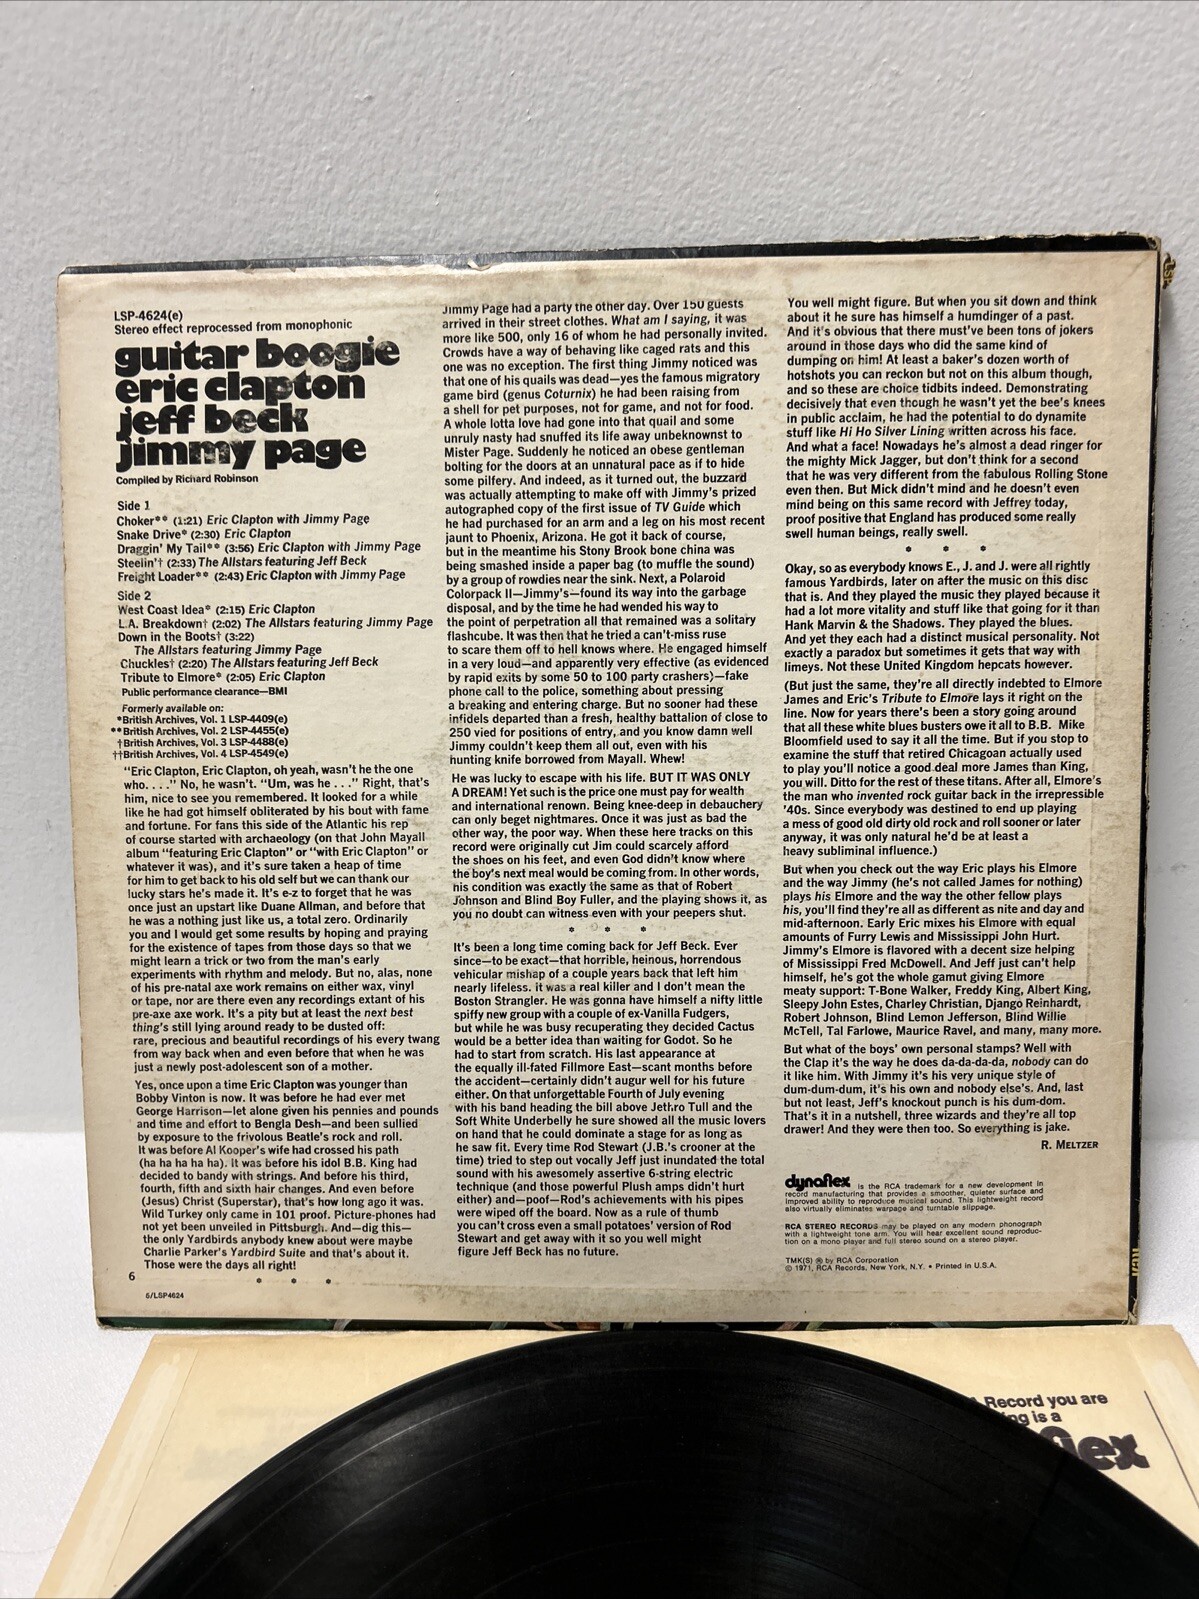 LSP-4624(e)
Stereo effect reprocessed from monophonic
guitar boogie
eric clapton
jeff beck
jimmy page
Compiled by Richard Robinson
Side 1
Choker** (1:21) Eric Clapton with Jimmy Page
Snake Drive* (2:30) Eric Clapton
Draggin' My Tail** (3:56) Eric Clapton with Jimmy Page
Steelin'† (2:33) The Allstars featuring Jeff Beck
Freight Loader** (2:43) Eric Clapton with Jimmy Page
Side 2
West Coast Idea* (2:15) Eric Clapton
L.A. Breakdown† (2:02) The Allstars featuring Jimmy Page
Down in the Boots† (3:22)
The Allstars featuring Jimmy Page
Chuckles† (2:20) The Allstars featuring Jeff Beck
Tribute to Elmore* (2:05) Eric Clapton
Public performance clearance—BMI
Formerly available on:
*British Archives, Vol. 1 LSP-4409(e)
**British Archives, Vol. 2 LSP-4455(e)
†British Archives, Vol. 3 LSP-4488(e)
††British Archives, Vol. 4 LSP-4549(e)
"Eric Clapton, Eric Clapton, oh yeah, wasn't he the one
who. . . ." No, he wasn't. "Um, was he . . ." Right, that's
him, nice to see you remembered. It looked for a while
like he had got himself obliterated by his bout with fame
and fortune. For fans this side of the Atlantic his rep
of course started with archaeology (on that John Mayall
album "featuring Eric Clapton" or "with Eric Clapton" or
whatever it was), and it's sure taken a heap of time
for him to get back to his old self but we can thank our
lucky stars he's made it. It's e-z to forget that he was
once just an upstart like Duane Allman, and before that
he was a nothing just like us, a total zero. Ordinarily
you and I would get some results by hoping and praying
for the existence of tapes from those days so that we
might learn a trick or two from the man's early
experiments with rhythm and melody. But no, alas, none
of his pre-natal axe work remains on either wax, vinyl
or tape, nor are there even any recordings extant of his
pre-axe axe work. It's a pity but at least the next best
thing's still lying around ready to be dusted off:
rare, precious and beautiful recordings of his every twang
from way back when and even before that when he was
just a newly post-adolescent son of a mother.
Yes, once upon a time Eric Clapton was younger than
Bobby Vinton is now. It was before he had ever met
George Harrison—let alone given his pennies and pounds
and time and effort to Bengla Desh—and been sullied
by exposure to the frivolous Beatle's rock and roll.
It was before Al Kooper's wife had crossed his path
(ha ha ha ha ha). It was before his idol B.B. King had
decided to bandy with strings. And before his third,
fourth, fifth and sixth hair changes. And even before
(Jesus) Christ (Superstar), that's how long ago it was.
Wild Turkey only came in 101 proof. Picture-phones had
not yet been unveiled in Pittsburgh. And—dig this—
the only Yardbirds anybody knew about were maybe
Charlie Parker's Yardbird Suite and that's about it.
Those were the days all right!
* * *
6
6/LSP4624
Jimmy Page had a party the other day. Over 150 guests
arrived in their street clothes. What am I saying, it was
more like 500, only 16 of whom he had personally invited.
Crowds have a way of behaving like caged rats and this
one was no exception. The first thing Jimmy noticed was
that one of his quails was dead—yes the famous migratory
game bird (genus Coturnix) he had been raising from
a shell for pet purposes, not for game, and not for food.
A whole lotta love had gone into that quail and some
unruly nasty had snuffed its life away unbeknownst to
Mister Page. Suddenly he noticed an obese gentleman
bolting for the doors at an unnatural pace as if to hide
some pilfery. And indeed, as it turned out, the buzzard
was actually attempting to make off with Jimmy's prized
autographed copy of the first issue of TV Guide which
he had purchased for an arm and a leg on his most recent
jaunt to Phoenix, Arizona. He got it back of course,
but in the meantime his Stony Brook bone china was
being smashed inside a paper bag (to muffle the sound)
by a group of rowdies near the sink. Next, a Polaroid
Colorpack II—Jimmy's—found its way into the garbage
disposal, and by the time he had wended his way to
the point of perpetration all that remained was a solitary
flashcube. It was then that he tried a can't-miss ruse
to scare them off to hell knows where. He engaged himself
in a very loud—and apparently very effective (as evidenced
by rapid exits by some 50 to 100 party crashers)—fake
phone call to the police, something about pressing
a breaking and entering charge. But no sooner had these
infidels departed than a fresh, healthy battalion of close to
250 vied for positions of entry, and you know damn well
Jimmy couldn't keep them all out, even with his
hunting knife borrowed from Mayall. Whew!
He was lucky to escape with his life. BUT IT WAS ONLY
A DREAM! Yet such is the price one must pay for wealth
and international renown. Being knee-deep in debauchery
can only beget nightmares. Once it was just as bad the
other way, the poor way. When these here tracks on this
record were originally cut Jim could scarcely afford
the shoes on his feet, and even God didn't know where
the boy's next meal would be coming from. In other words,
his condition was exactly the same as that of Robert
Johnson and Blind Boy Fuller, and the playing shows it, as
you no doubt can witness even with your peepers shut.
* * *
It's been a long time coming back for Jeff Beck. Ever
since—to be exact—that horrible, heinous, horrendous
vehicular mishap of a couple years back that left him
nearly lifeless. it was a real killer and I don't mean the
Boston Strangler. He was gonna have himself a nifty little
spiffy new group with a couple of ex-Vanilla Fudgers,
but while he was busy recuperating they decided Cactus
would be a better idea than waiting for Godot. So he
had to start from scratch. His last appearance at
the equally ill-fated Fillmore East—scant months before
the accident—certainly didn't augur well for his future
either. On that unforgettable Fourth of July evening
with his band heading the bill above Jethro Tull and the
Soft White Underbelly he sure showed all the music lovers
on hand that he could dominate a stage for as long as
he saw fit. Every time Rod Stewart (J.B.'s crooner at the
time) tried to step out vocally Jeff just inundated the total
sound with his awesomely assertive 6-string electric
technique (and those powerful Plush amps didn't hurt
either) and—poof—Rod's achievements with his pipes
were wiped off the board. Now as a rule of thumb
you can't cross even a small potatoes' version of Rod
Stewart and get away with it so you well might
figure Jeff Beck has no future.
You well might figure. But when you sit down and think
about it he sure has himself a humdinger of a past.
And it's obvious that there must've been tons of jokers
around in those days who did the same kind of
dumping on him! At least a baker's dozen worth of
hotshots you can reckon but not on this album though,
and so these are choice tidbits indeed. Demonstrating
decisively that even though he wasn't yet the bee's knees
in public acclaim, he had the potential to do dynamite
stuff like Hi Ho Silver Lining written across his face.
And what a face! Nowadays he's almost a dead ringer for
the mighty Mick Jagger, but don't think for a second
that he was very different from the fabulous Rolling Stone
even then. But Mick didn't mind and he doesn't even
mind being on this same record with Jeffrey today,
proof positive that England has produced some really
swell human beings, really swell.
* * *
Okay, so as everybody knows E., J. and J. were all rightly
famous Yardbirds, later on after the music on this disc
that is. And they played the music they played because it
had a lot more vitality and stuff like that going for it than
Hank Marvin & the Shadows. They played the blues.
And yet they each had a distinct musical personality. Not
exactly a paradox but sometimes it gets that way with
limeys. Not these United Kingdom hepcats however.
(But just the same, they're all directly indebted to Elmore
James and Eric's Tribute to Elmore lays it right on the
line. Now for years there's been a story going around
that all these white blues busters owe it all to B.B. Mike
Bloomfield used to say it all the time. But if you stop to
examine the stuff that retired Chicagoan actually used
to play you'll notice a good deal more James than King,
you will. Ditto for the rest of these titans. After all, Elmore's
the man who invented rock guitar back in the irrepressible
'40s. Since everybody was destined to end up playing
a mess of good old dirty old rock and roll sooner or later
anyway, it was only natural he'd be at least a
heavy subliminal influence.)
But when you check out the way Eric plays his Elmore
and the way Jimmy (he's not called James for nothing)
plays his Elmore and the way the other fellow plays
his, you'll find they're all as different as nite and day and
mid-afternoon. Early Eric mixes his Elmore with equal
amounts of Furry Lewis and Mississippi John Hurt.
Jimmy's Elmore is flavored with a decent size helping
of Mississippi Fred McDowell. And Jeff just can't help
himself, he's got the whole gamut giving Elmore
meaty support: T-Bone Walker, Freddy King, Albert King,
Sleepy John Estes, Charley Christian, Django Reinhardt,
Robert Johnson, Blind Lemon Jefferson, Blind Willie
McTell, Tal Farlowe, Maurice Ravel, and many, many more.
But what of the boys' own personal stamps? Well with
the Clap it's the way he does da-da-da-da, nobody can do
it like him. With Jimmy it's his very unique style of
dum-dum-dum, it's his own and nobody else's. And, last
but not least, Jeff's knockout punch is his dum-dom.
That's it in a nutshell, three wizards and they're all top
drawer! And they were then too. So everything is jake.
R. MELTZER
dynaflex is the RCA trademark for a new development in
record manufacturing that provides a smoother, quieter surface and
improved ability to reproduce musical sound. This lightweight record
also virtually eliminates warpage and turntable slippage.
RCA STEREO RECORDS may be played on any modern phonograph
with a lightweight tone arm. You will hear excellent sound reproduc-
tion on a mono player and full stereo sound on a stereo player.
TMK(S) ® by RCA Corporation
© 1971, RCA Records, New York, N.Y. • Printed in U.S.A.
LSP
RCA
Record you are
is a
flex